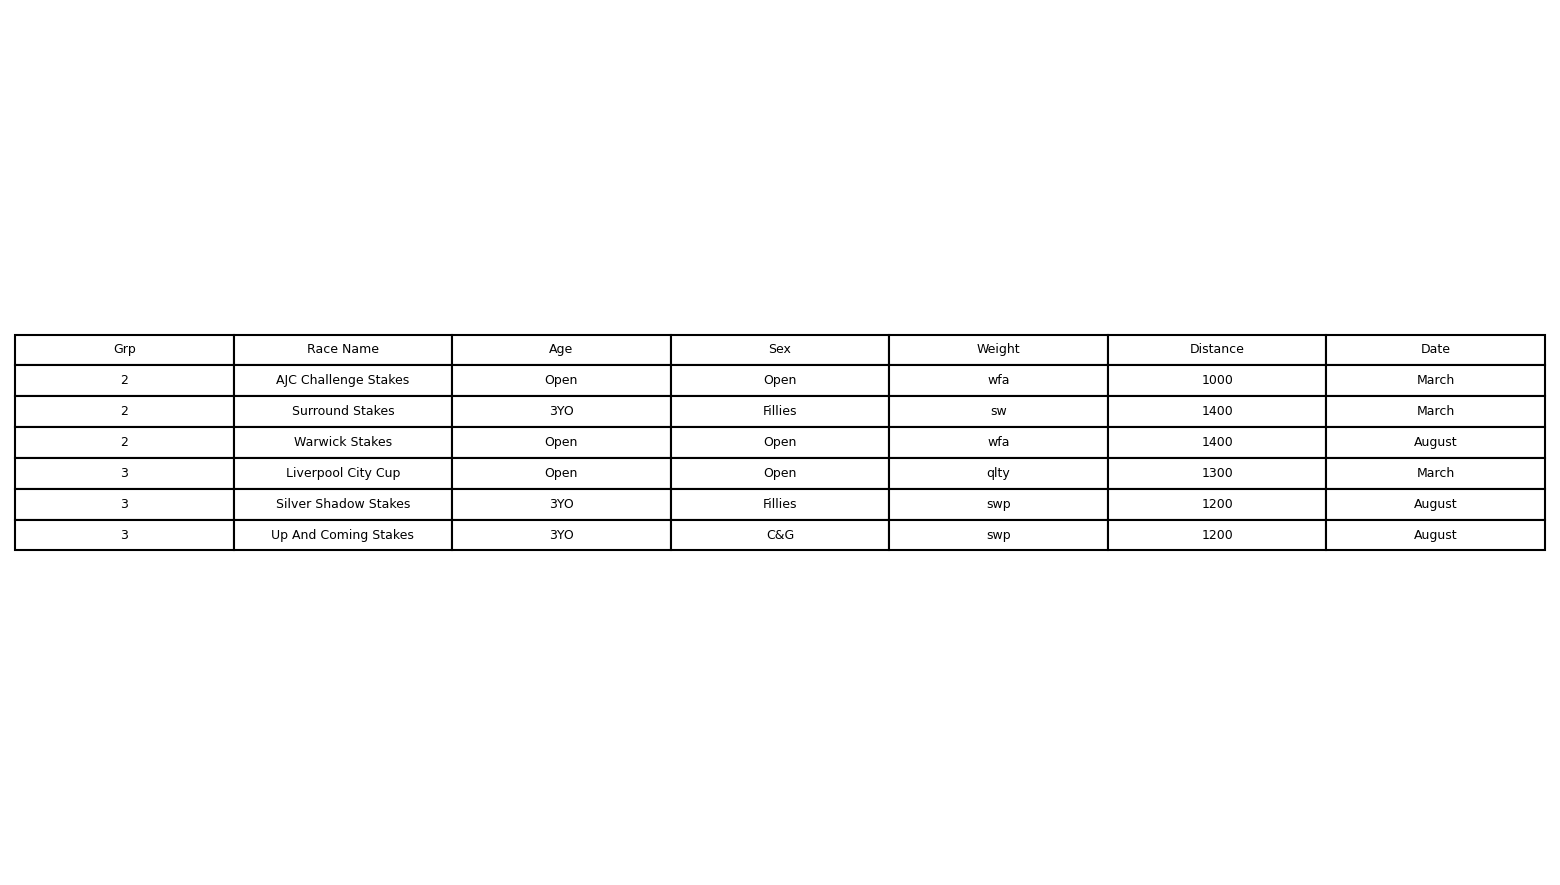 Grp Race Name Age Sex Weight Distance Date
2 AJC Challenge Stakes Open Open wfa 1000 March
2 Surround Stakes 3YO Fillies sw 1400 March
2 Warwick Stakes Open Open wfa 1400 August
3 Liverpool City Cup Open Open qlty 1300 March
3 Silver Shadow Stakes 3YO Fillies swp 1200 August
3 Up And Coming Stakes 3YO C&G swp 1200 August